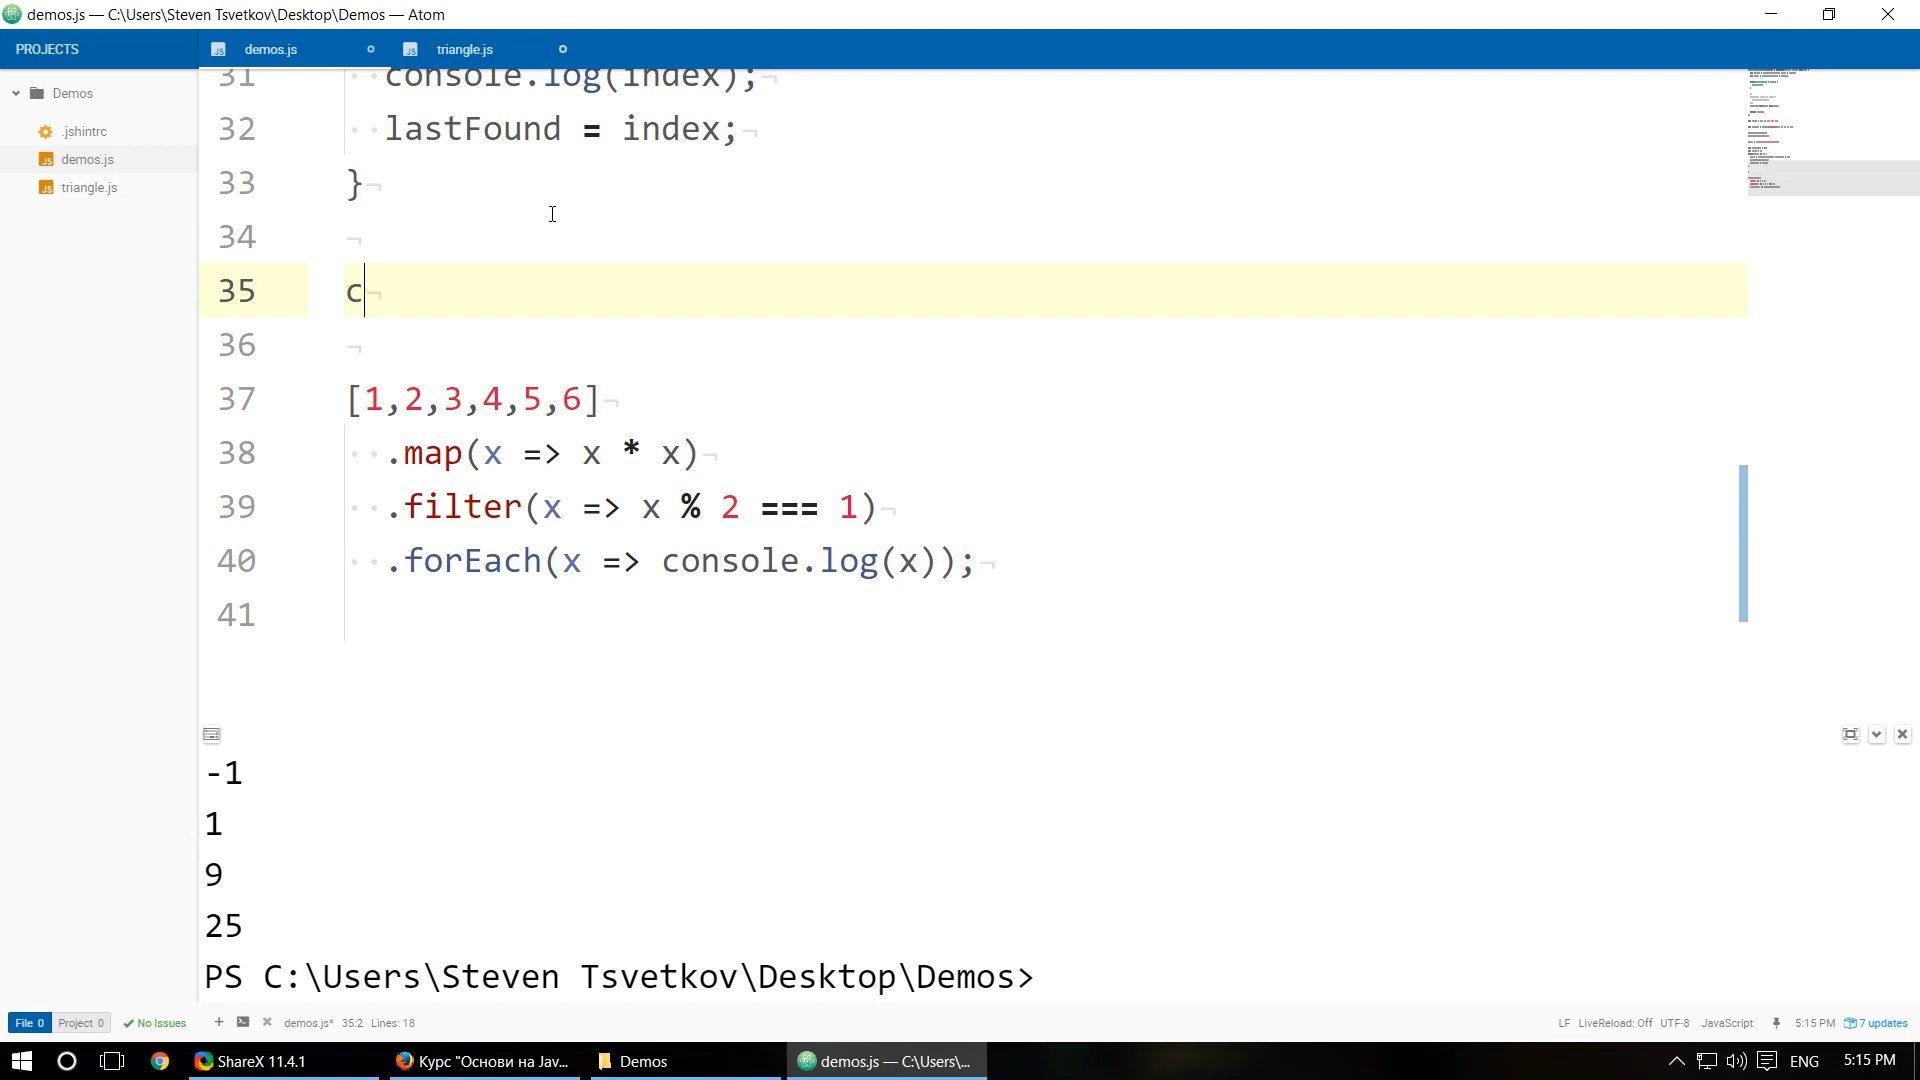 demos.js — C:\Users\Steven Tsvetkov\Desktop\Demos — Atom
PROJECTS
demos.js
triangle.js
Demos
.jshintrc
demos.js
triangle.js
31 console.log(index);
32 lastFound = index;
33 }
34
35 c
36
37 [1,2,3,4,5,6]
38 .map(x => x * x)
39 .filter(x => x % 2 === 1)
40 .forEach(x => console.log(x));
41
-1
1
9
25
PS C:\Users\Steven Tsvetkov\Desktop\Demos>
File 0 Project 0 No Issues demos.js* 35:2 Lines: 18 LF LiveReload: Off UTF-8 JavaScript 5:15 PM 7 updates
ShareX 11.4.1 Курс "Основи на Jav... Demos demos.js — C:\Users\... ENG 5:15 PM